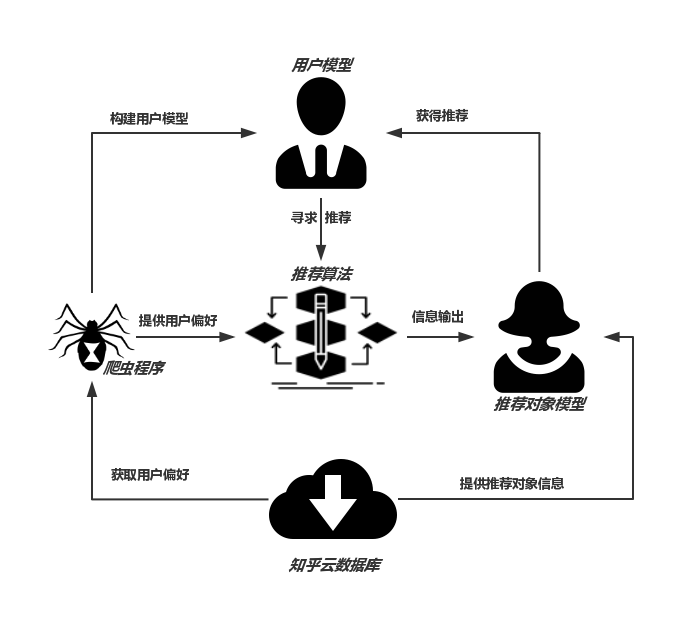 用户模型
构建用户模型
获得推荐
寻求 推荐
推荐算法
提供用户偏好
信息输出
爬虫程序
推荐对象模型
获取用户偏好
提供推荐对象信息
知乎云数据库